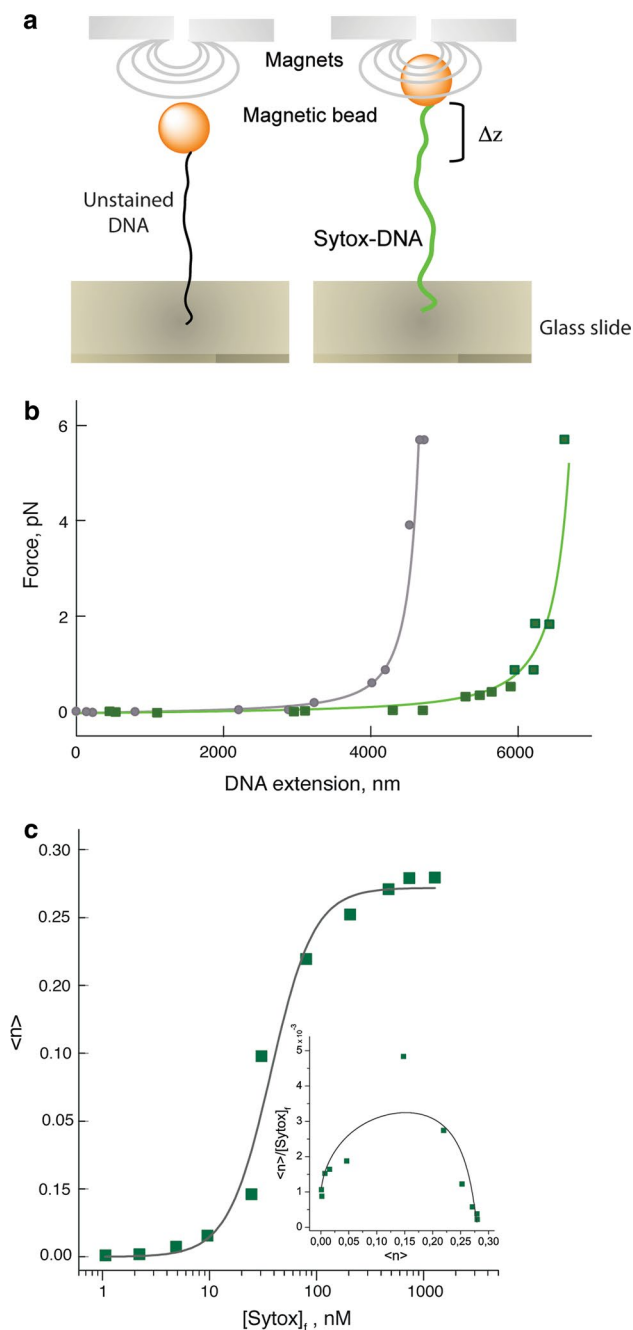 a
Magnets
Magnetic bead
Δz
Unstained
DNA
Sytox-DNA
Glass slide
b
6
4
2
0
Force, pN
0 2000 4000 6000
DNA extension, nm
c
0.30
0.25
0.20
0.10
0.05
0.15
0.00
<n>
1 10 100 1000
[Sytox]f , nM
x 10 -3
5
4
3
2
1
0
<n>/[Sytox]f
0,00 0,05 0,10 0,15 0,20 0,25 0,30
<n>